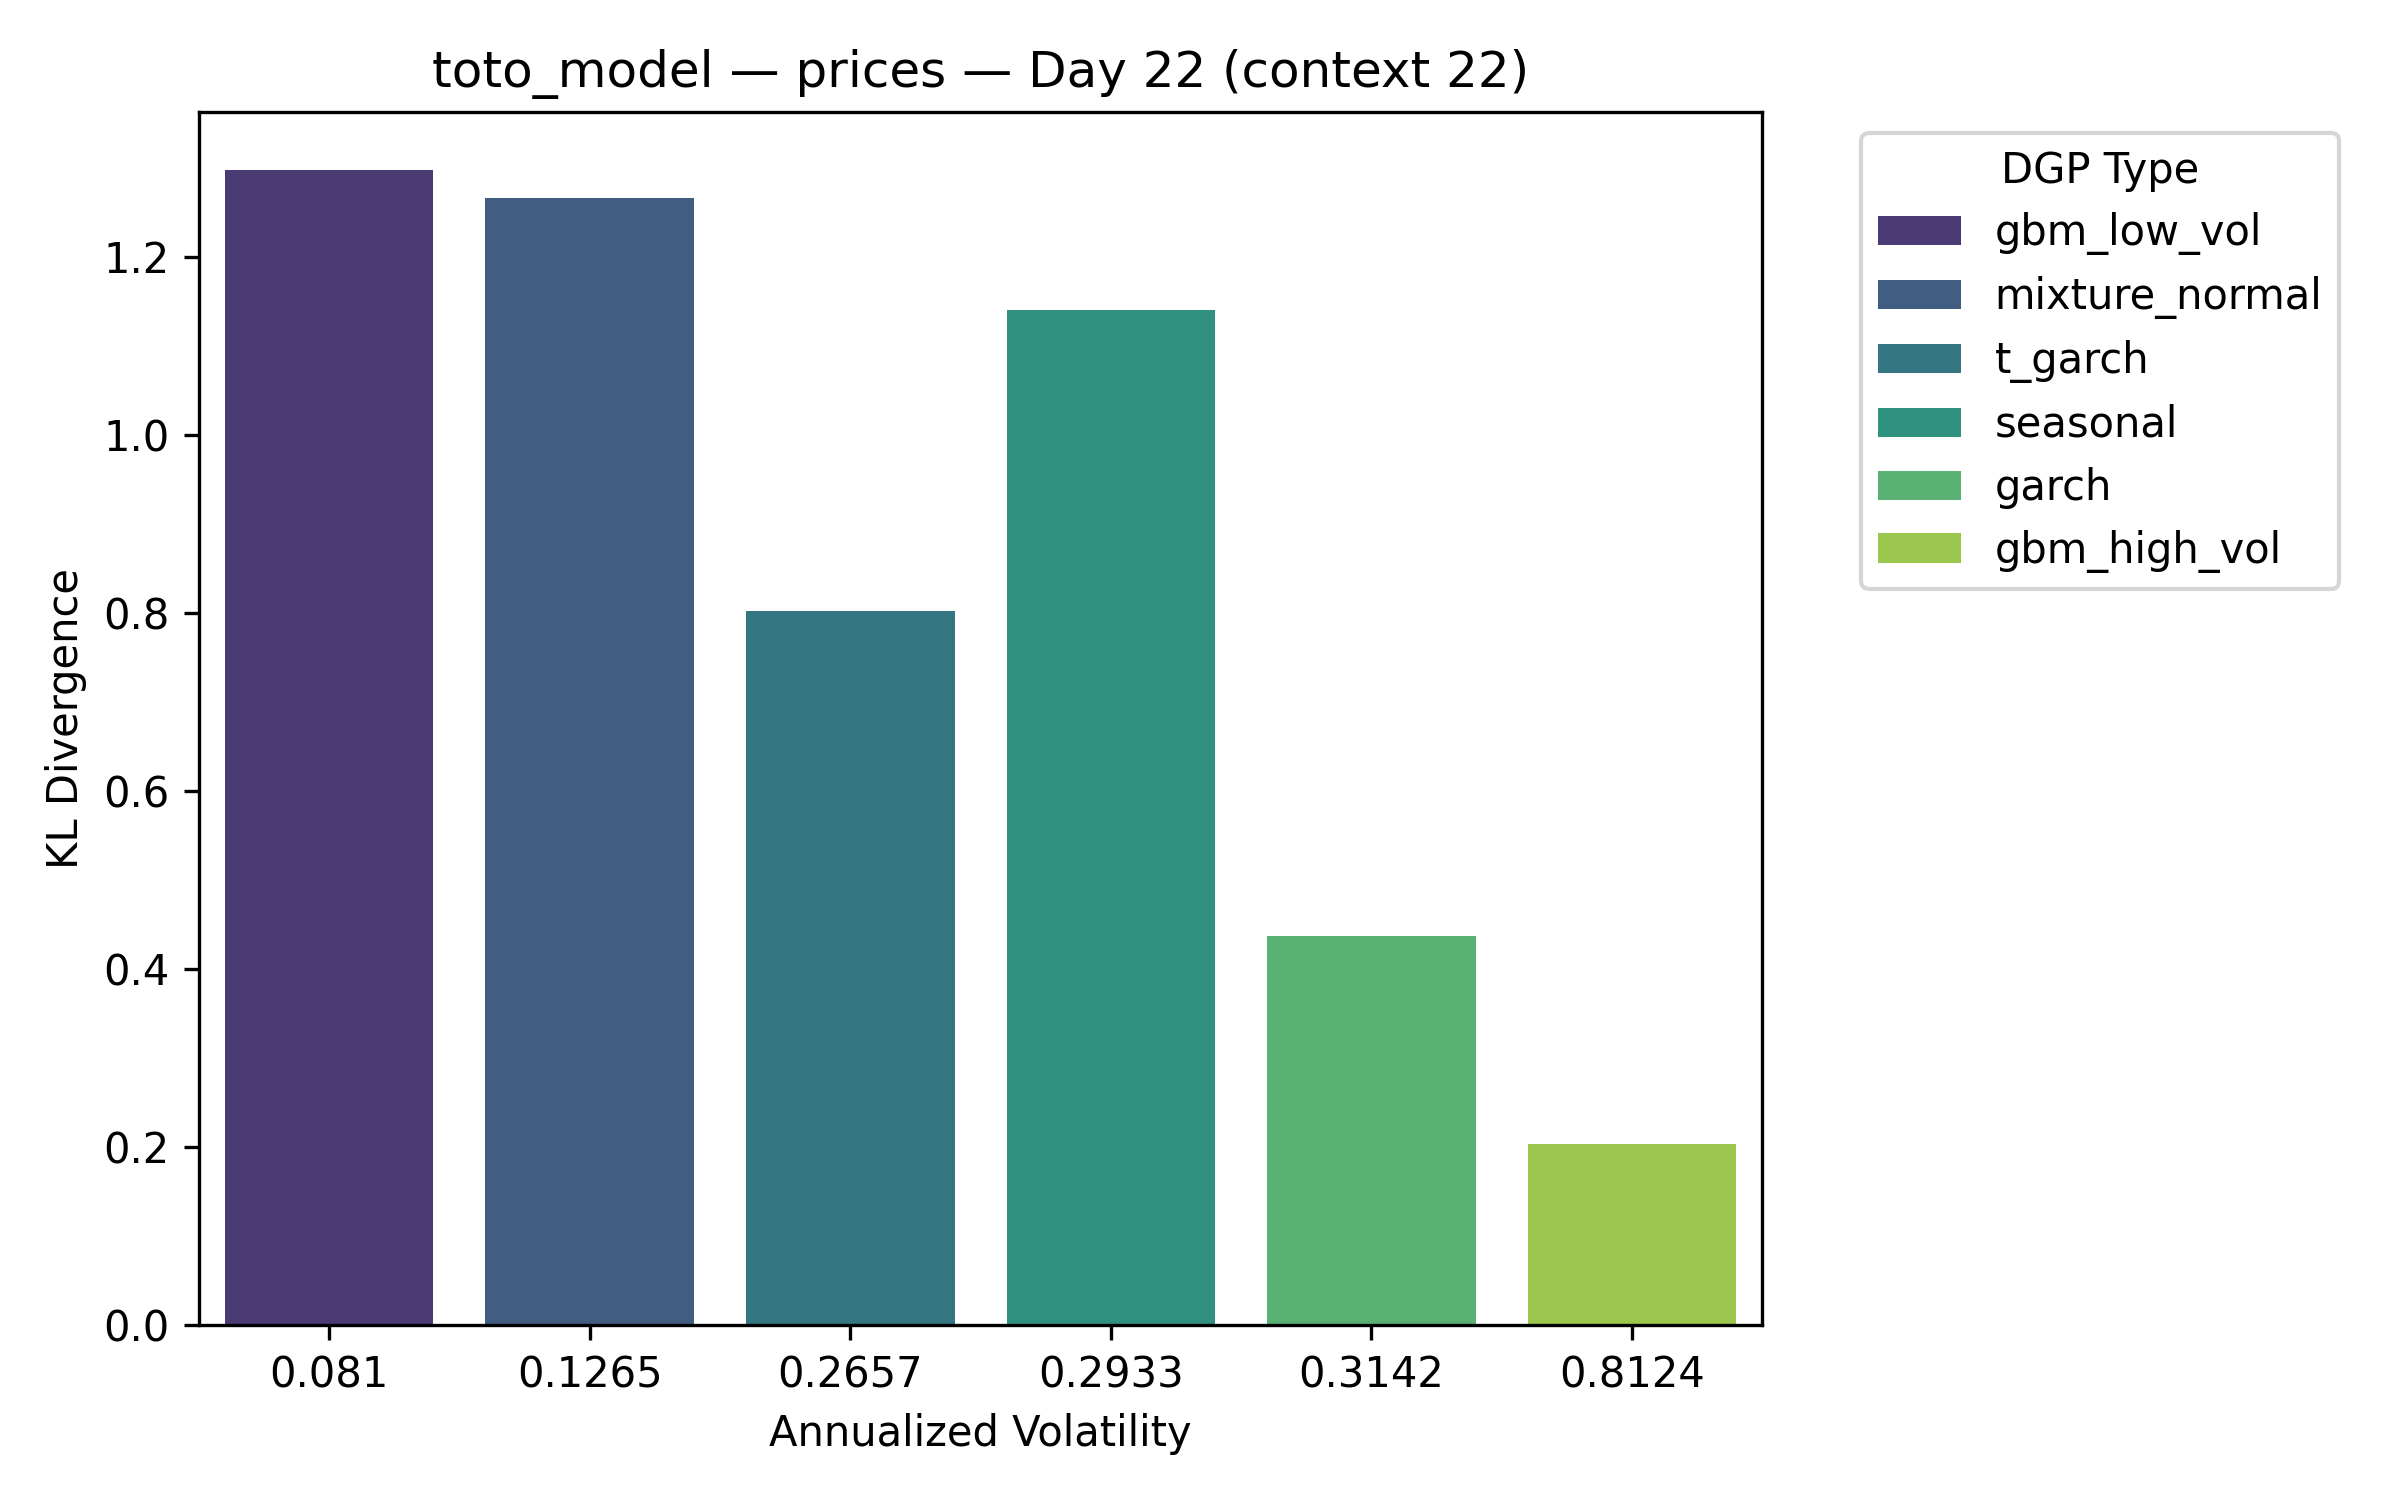 toto_model — prices — Day 22 (context 22)
KL Divergence
1.2
1.0
0.8
0.6
0.4
0.2
0.0
0.081 0.1265 0.2657 0.2933 0.3142 0.8124
Annualized Volatility
DGP Type
gbm_low_vol
mixture_normal
t_garch
seasonal
garch
gbm_high_vol